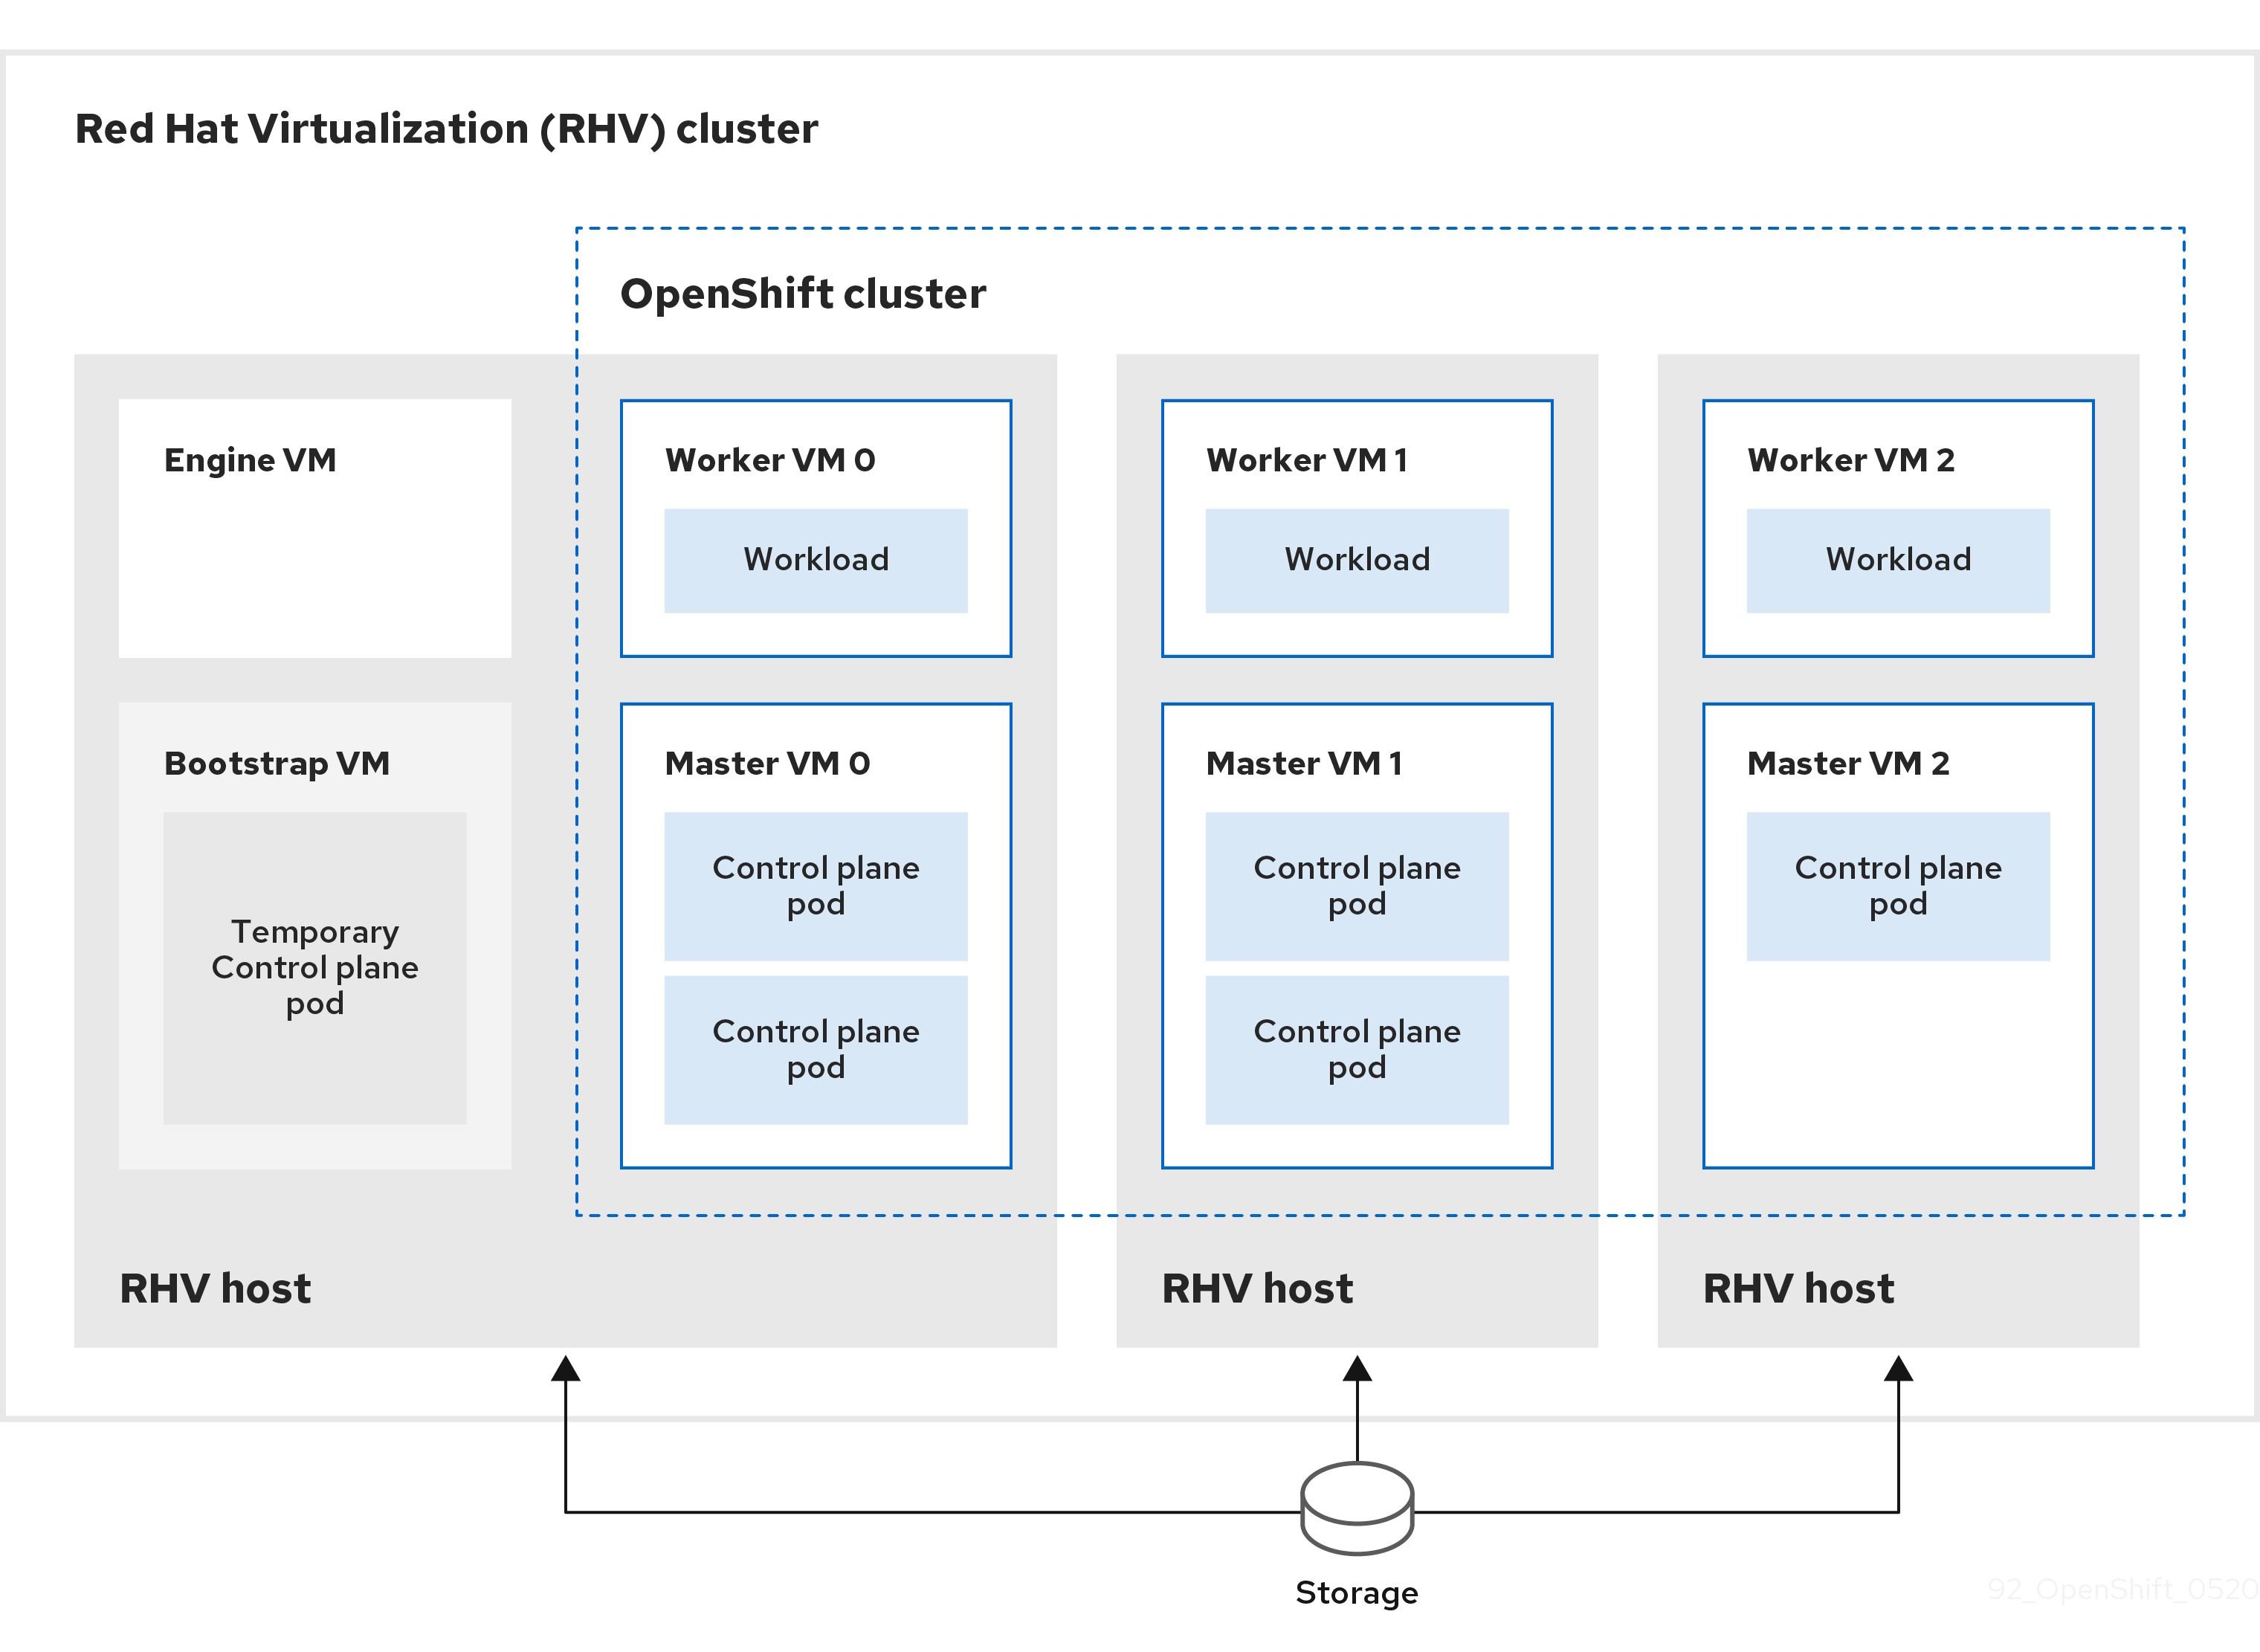 Red Hat Virtualization (RHV) cluster
OpenShift cluster
Engine VM
Worker VM 0
Workload
Worker VM 1
Workload
Worker VM 2
Workload
Bootstrap VM
Temporary
Control plane
pod
Master VM 0
Control plane
pod
Control plane
pod
Master VM 1
Control plane
pod
Control plane
pod
Master VM 2
Control plane
pod
RHV host
RHV host
RHV host
Storage
92_OpenShift_0520